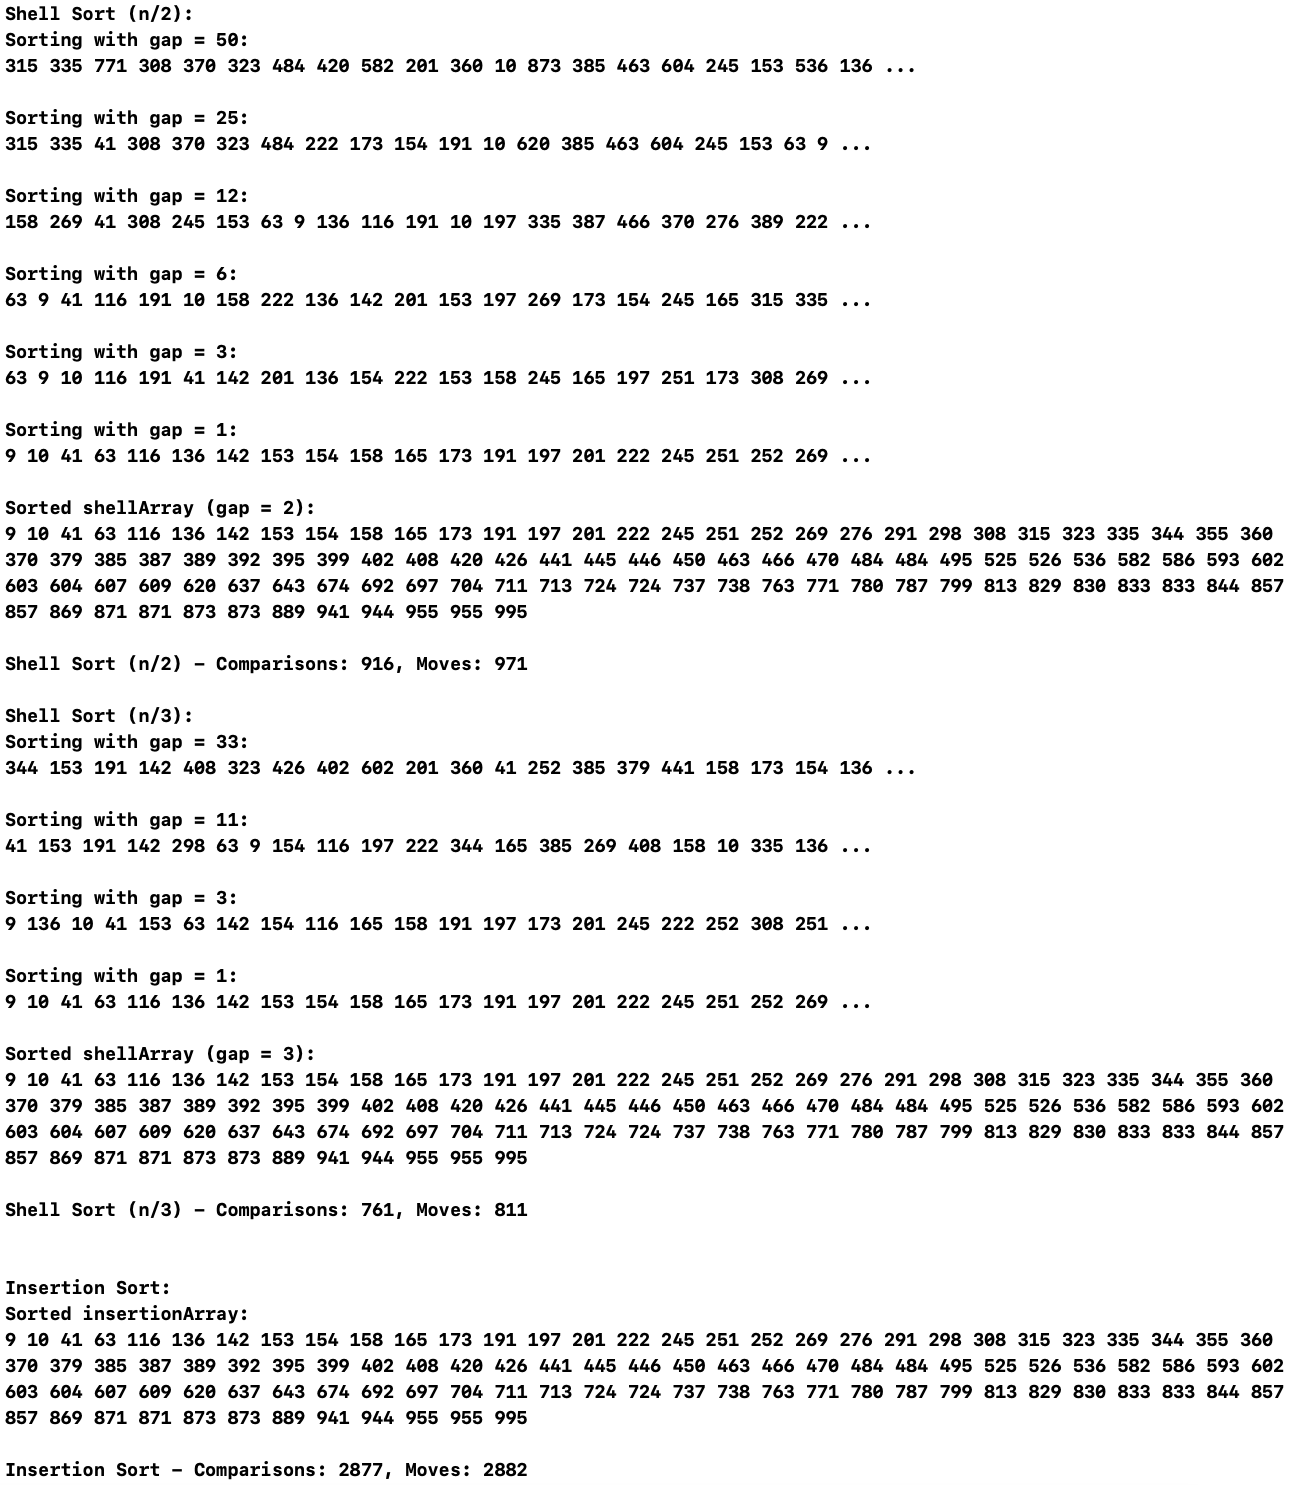 Shell Sort (n/2):
Sorting with gap = 50:
315 335 771 308 370 323 484 420 582 201 360 10 873 385 463 604 245 153 536 136 ...
Sorting with gap = 25:
315 335 41 308 370 323 484 222 173 154 191 10 620 385 463 604 245 153 63 9 ...
Sorting with gap = 12:
158 269 41 308 245 153 63 9 136 116 191 10 197 335 387 466 370 276 389 222 ...
Sorting with gap = 6:
63 9 41 116 191 10 158 222 136 142 201 153 197 269 173 154 245 165 315 335 ...
Sorting with gap = 3:
63 9 10 116 191 41 142 201 136 154 222 153 158 245 165 197 251 173 308 269 ...
Sorting with gap = 1:
9 10 41 63 116 136 142 153 154 158 165 173 191 197 201 222 245 251 252 269 ...
Sorted shellArray (gap = 2):
9 10 41 63 116 136 142 153 154 158 165 173 191 197 201 222 245 251 252 269 276 291 298 308 315 323 335 344 355 360
370 379 385 387 389 392 395 399 402 408 420 426 441 445 446 450 463 466 470 484 484 495 525 526 536 582 586 593 602
603 604 607 609 620 637 643 674 692 697 704 711 713 724 724 737 738 763 771 780 787 799 813 829 830 833 833 844 857
857 869 871 871 873 873 889 941 944 955 955 995
Shell Sort (n/2) - Comparisons: 916, Moves: 971
Shell Sort (n/3):
Sorting with gap = 33:
344 153 191 142 408 323 426 402 602 201 360 41 252 385 379 441 158 173 154 136 ...
Sorting with gap = 11:
41 153 191 142 298 63 9 154 116 197 222 344 165 385 269 408 158 10 335 136 ...
Sorting with gap = 3:
9 136 10 41 153 63 142 154 116 165 158 191 197 173 201 245 222 252 308 251 ...
Sorting with gap = 1:
9 10 41 63 116 136 142 153 154 158 165 173 191 197 201 222 245 251 252 269 ...
Sorted shellArray (gap = 3):
9 10 41 63 116 136 142 153 154 158 165 173 191 197 201 222 245 251 252 269 276 291 298 308 315 323 335 344 355 360
370 379 385 387 389 392 395 399 402 408 420 426 441 445 446 450 463 466 470 484 484 495 525 526 536 582 586 593 602
603 604 607 609 620 637 643 674 692 697 704 711 713 724 724 737 738 763 771 780 787 799 813 829 830 833 833 844 857
857 869 871 871 873 873 889 941 944 955 955 995
Shell Sort (n/3) - Comparisons: 761, Moves: 811
Insertion Sort:
Sorted insertionArray:
9 10 41 63 116 136 142 153 154 158 165 173 191 197 201 222 245 251 252 269 276 291 298 308 315 323 335 344 355 360
370 379 385 387 389 392 395 399 402 408 420 426 441 445 446 450 463 466 470 484 484 495 525 526 536 582 586 593 602
603 604 607 609 620 637 643 674 692 697 704 711 713 724 724 737 738 763 771 780 787 799 813 829 830 833 833 844 857
857 869 871 871 873 873 889 941 944 955 955 995
Insertion Sort - Comparisons: 2877, Moves: 2882